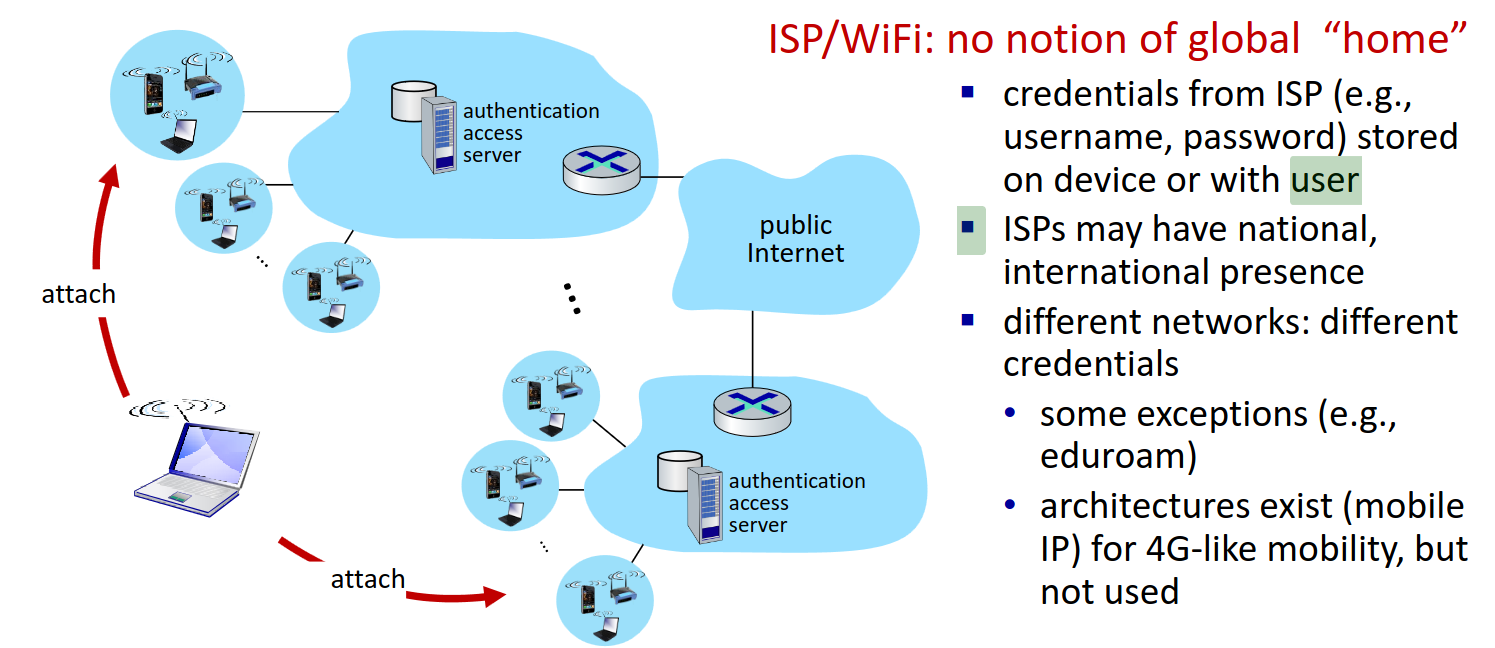 ISP/WiFi: no notion of global “home”
▪ credentials from ISP (e.g.,
username, password) stored
on device or with user
▪ ISPs may have national,
international presence
▪ different networks: different
credentials
• some exceptions (e.g.,
eduroam)
• architectures exist (mobile
IP) for 4G-like mobility, but
not used
authentication
access
server
public
Internet
attach
authentication
access
server
attach